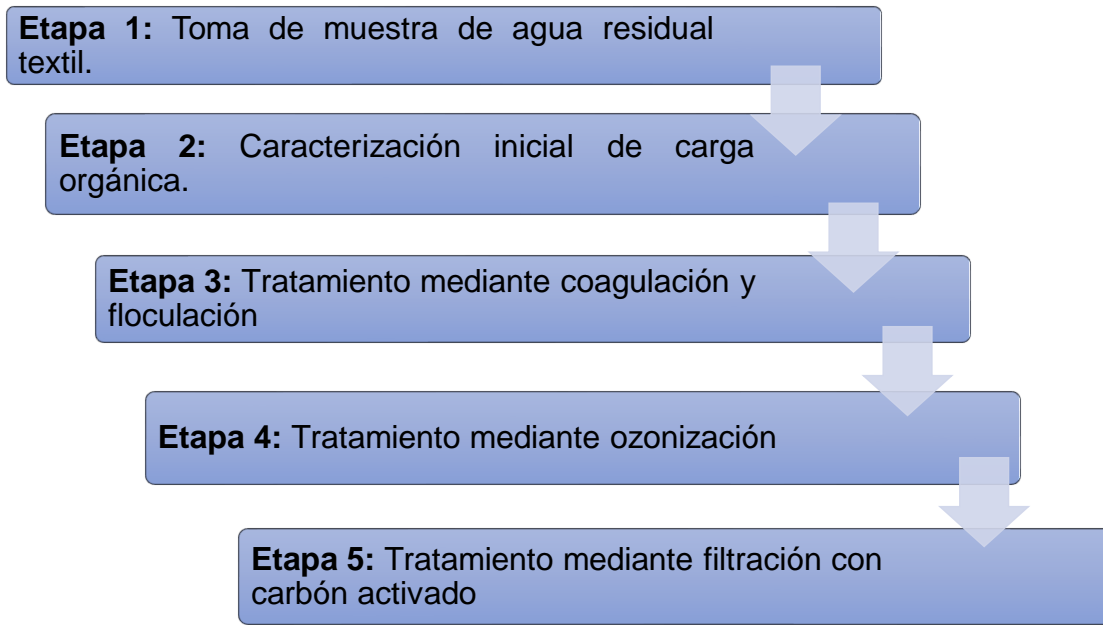 Etapa 1: Toma de muestra de agua residual
textil.
Etapa 2: Caracterización inicial de carga
orgánica.
Etapa 3: Tratamiento mediante coagulación y
floculación
Etapa 4: Tratamiento mediante ozonización
Etapa 5: Tratamiento mediante filtración con
carbón activado